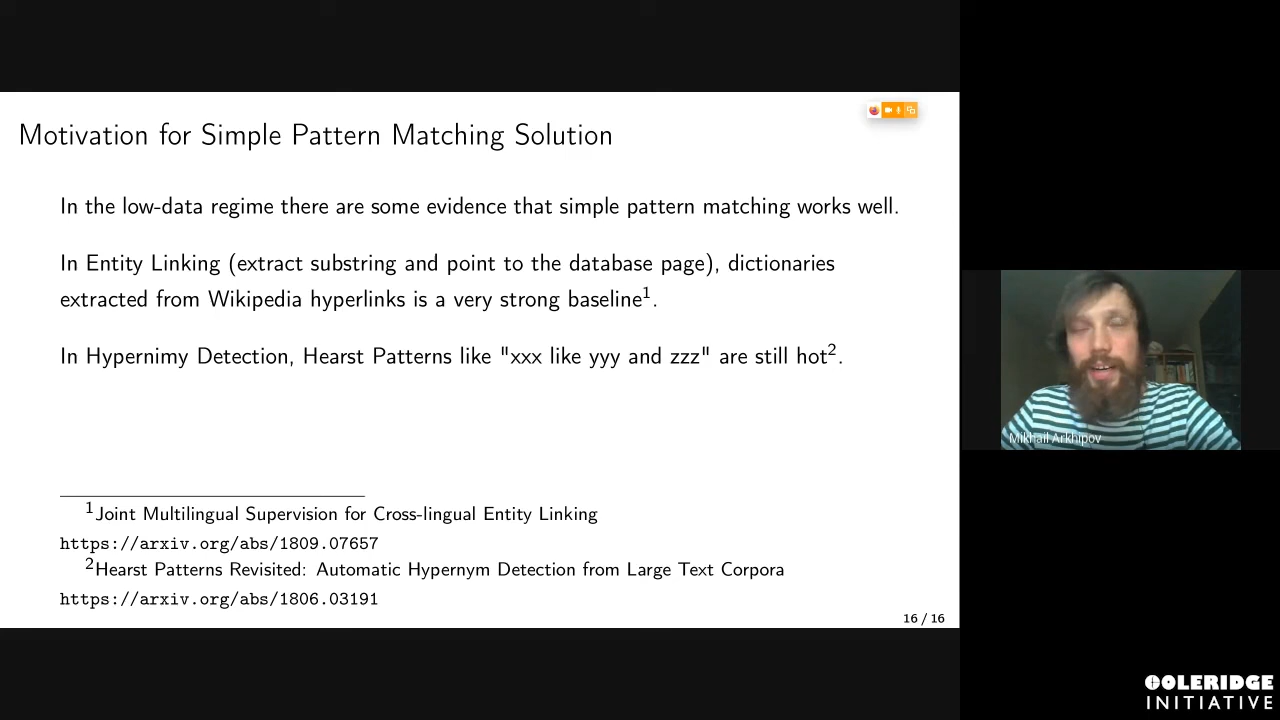 Motivation for Simple Pattern Matching Solution
In the low-data regime there are some evidence that simple pattern matching works well.
In Entity Linking (extract substring and point to the database page), dictionaries
extracted from Wikipedia hyperlinks is a very strong baseline1.
In Hypernimy Detection, Hearst Patterns like "xxx like yyy and zzz" are still hot2.
1Joint Multilingual Supervision for Cross-lingual Entity Linking
https://arxiv.org/abs/1809.07657
2Hearst Patterns Revisited: Automatic Hypernym Detection from Large Text Corpora
https://arxiv.org/abs/1806.03191
16 / 16
Mikhail Arkhipov
COLERIDGE
INITIATIVE